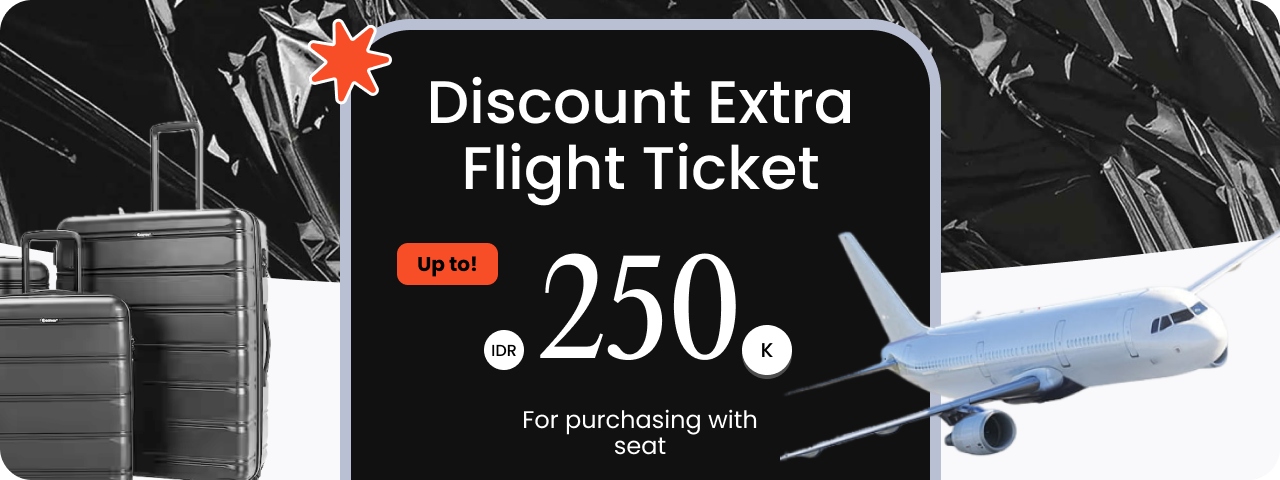 Discount Extra
Flight Ticket
Up to!
IDR 250 K
For purchasing with
seat